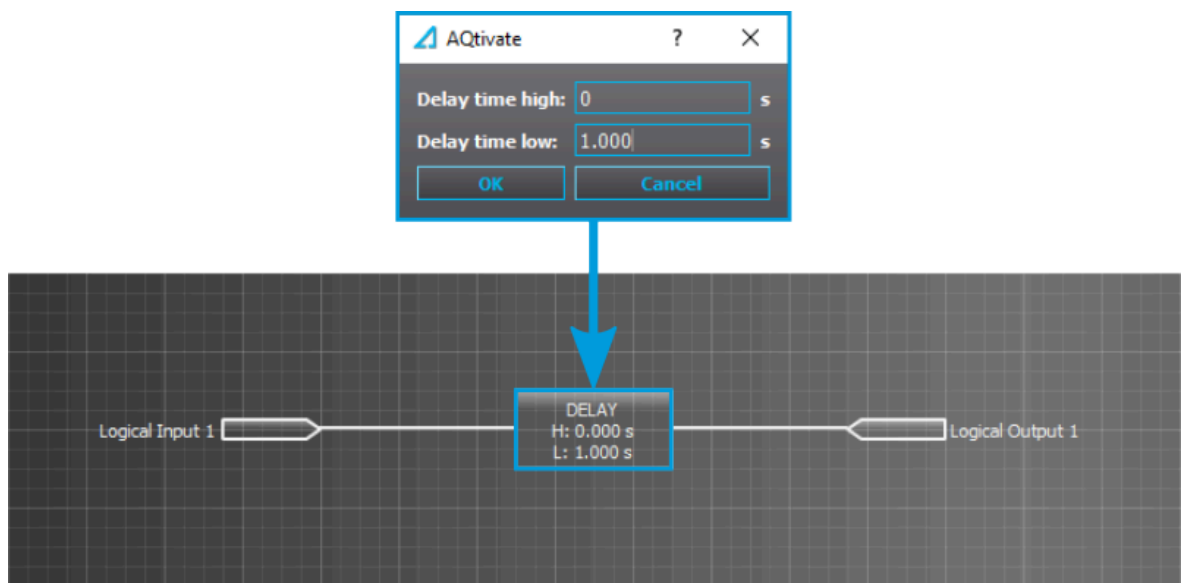 AQtivate ?
Delay time high: 0 s
Delay time low: 1.000 s
OK Cancel
DELAY
H: 0.000 s
L: 1.000 s
Logical Input 1
Logical Output 1